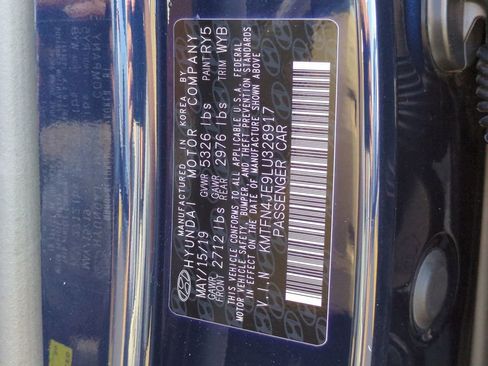 MANUFACTURED IN KOREA BY
HYUNDAI MOTOR COMPANY
MAY/15/19 GVWR 5326 lbs PAINT RY5
GAWR FRONT 2712 lbs GAWR REAR 2976 lbs TRIM WYB
THIS VEHICLE CONFORMS TO ALL APPLICABLE U.S.A. FEDERAL
MOTOR VEHICLE SAFETY, BUMPER, AND THEFT PREVENTION STANDARDS
IN EFFECT ON THE DATE OF MANUFACTURE SHOWN ABOVE
V.I.N KMTFN4JE9LU328917
PASSENGER CAR